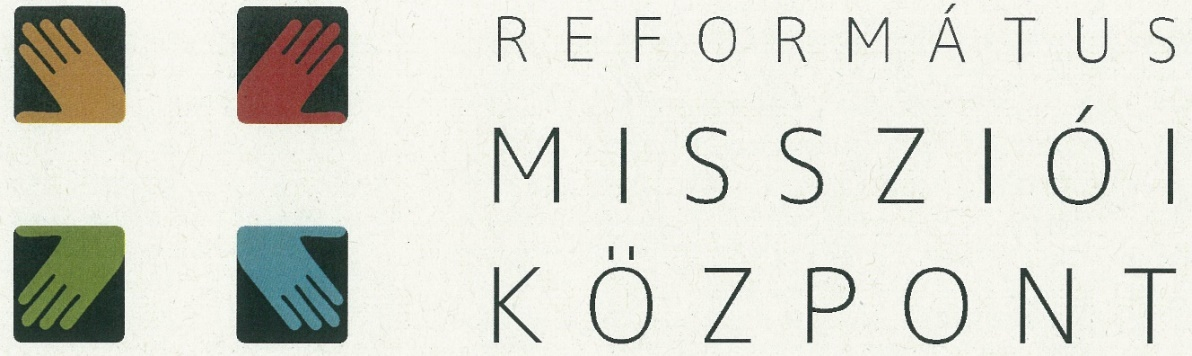 REFORMÁTUS
MISSZIÓI
KÖZPONT